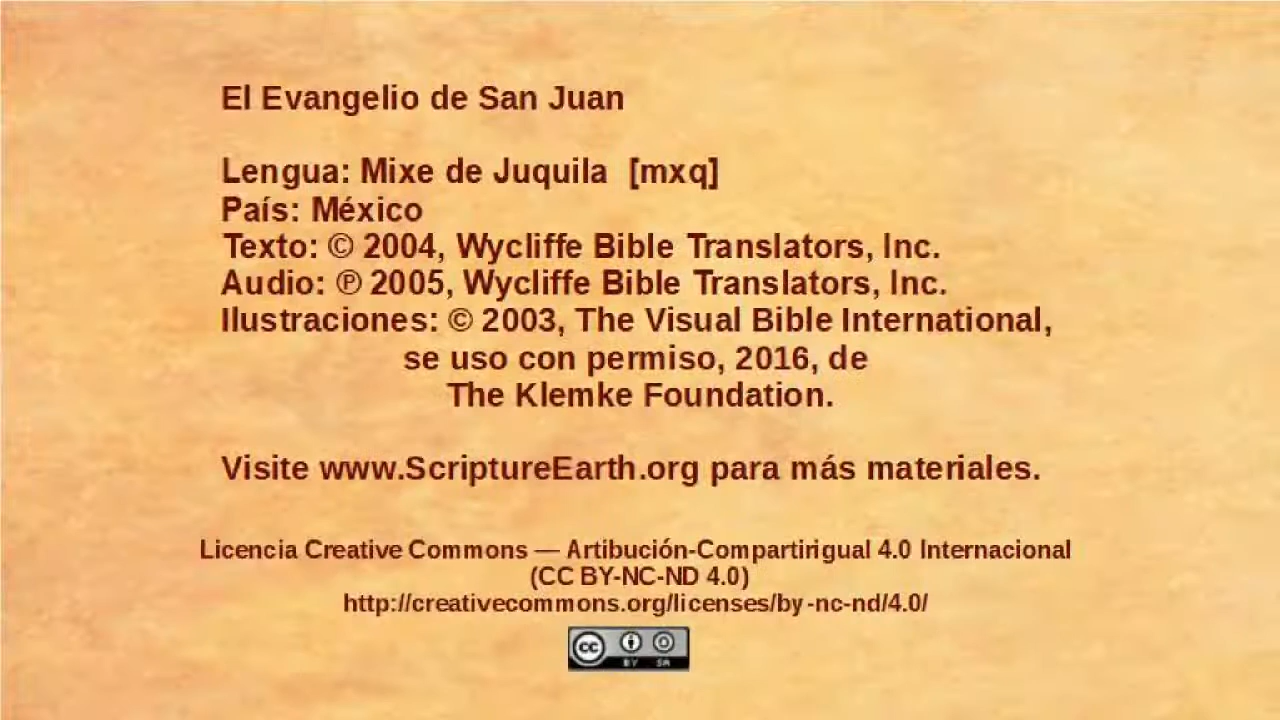 El Evangelio de San Juan
Lengua: Mixe de Juquila [mxq]
País: México
Texto: © 2004, Wycliffe Bible Translators, Inc.
Audio: ℗ 2005, Wycliffe Bible Translators, Inc.
Ilustraciones: © 2003, The Visual Bible International,
se uso con permiso, 2016, de
The Klemke Foundation.
Visite www.ScriptureEarth.org para más materiales.
Licencia Creative Commons — Artibución-Compartirigual 4.0 Internacional
(CC BY-NC-ND 4.0)
http://creativecommons.org/licenses/by-nc-nd/4.0/
cc BY SA